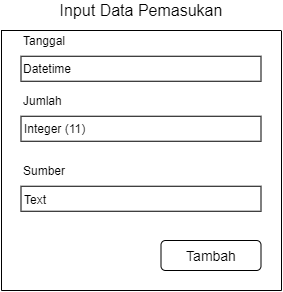 Input Data Pemasukan
Tanggal
Datetime
Jumlah
Integer (11)
Sumber
Text
Tambah